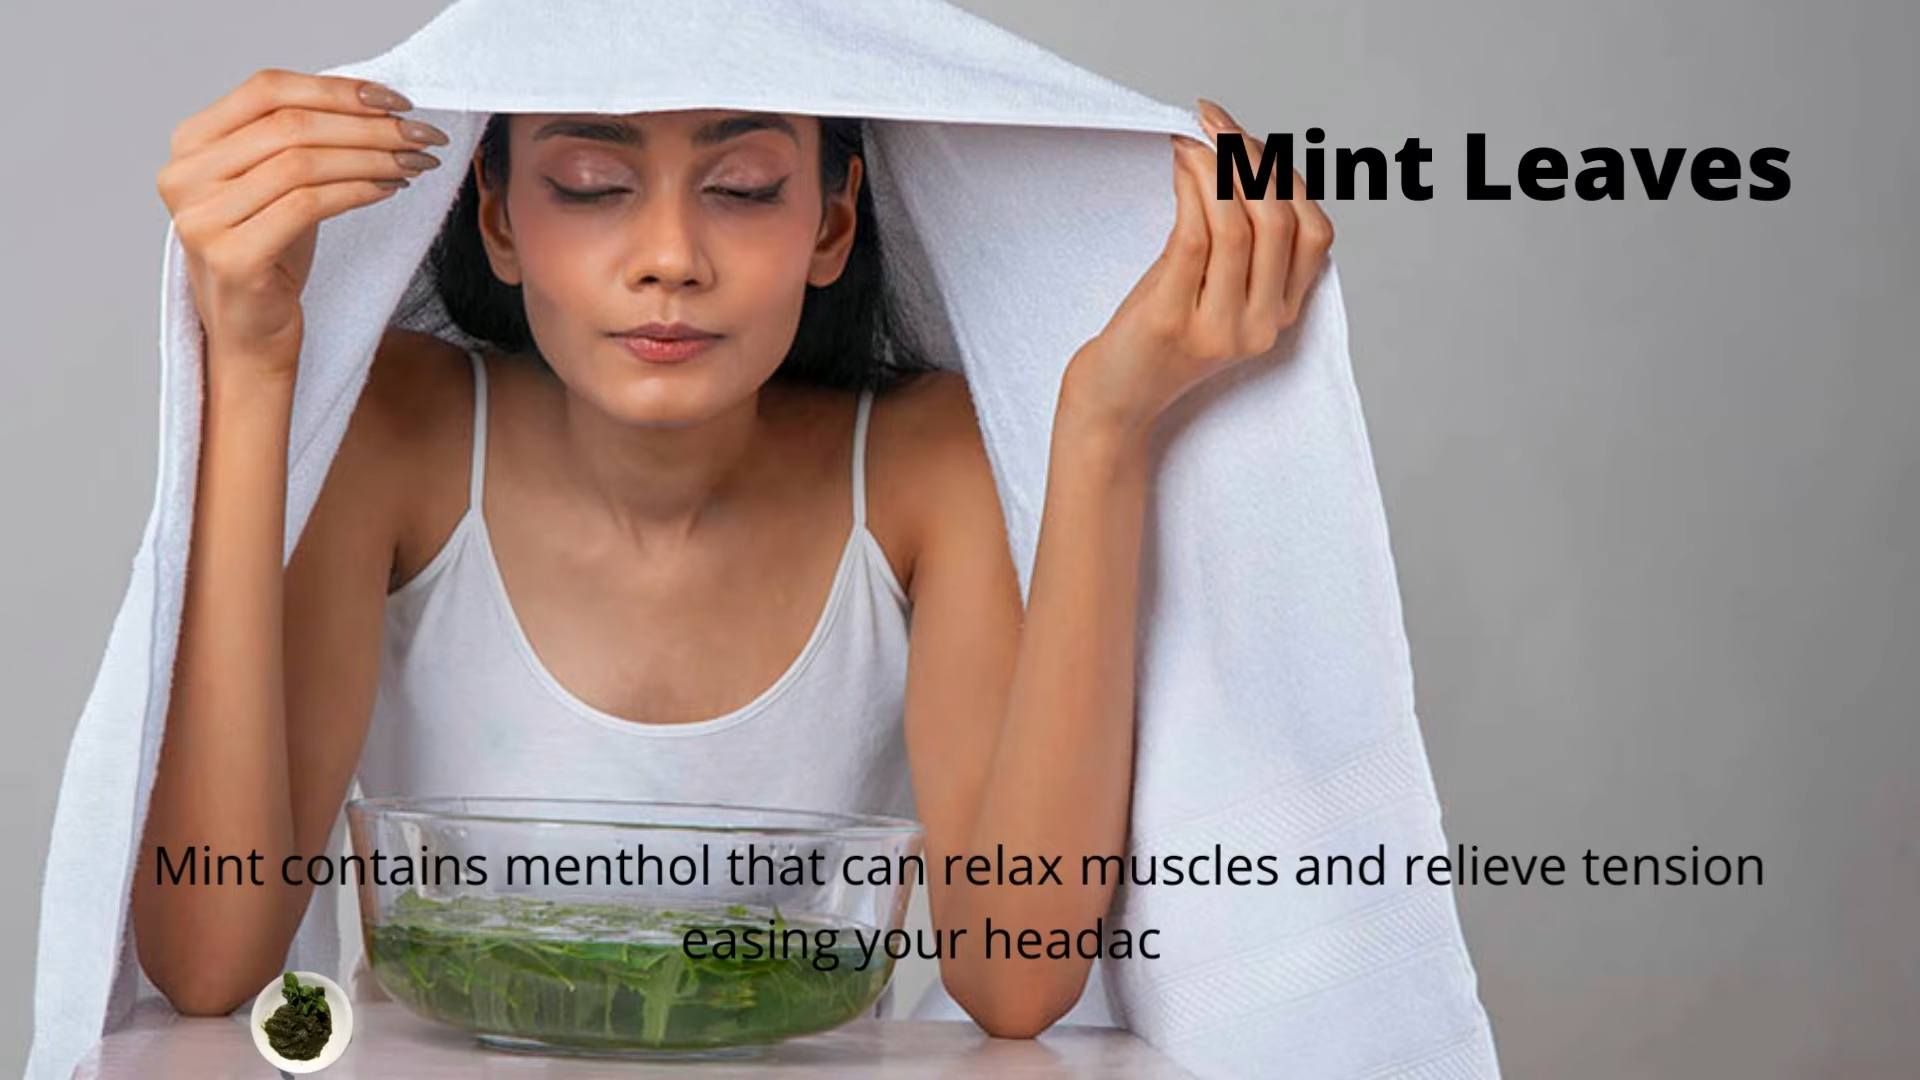 Mint Leaves
Mint contains menthol that can relax muscles and relieve tension
easing your headac